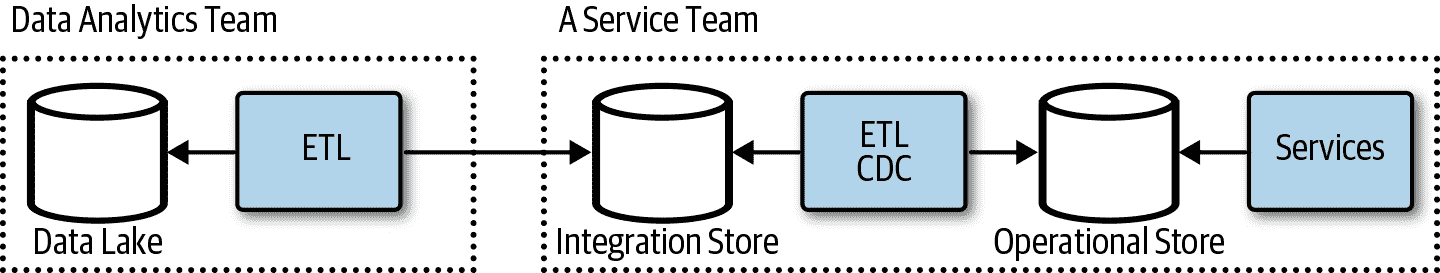 Data Analytics Team
A Service Team
ETL
ETL
CDC
Services
Data Lake
Integration Store
Operational Store